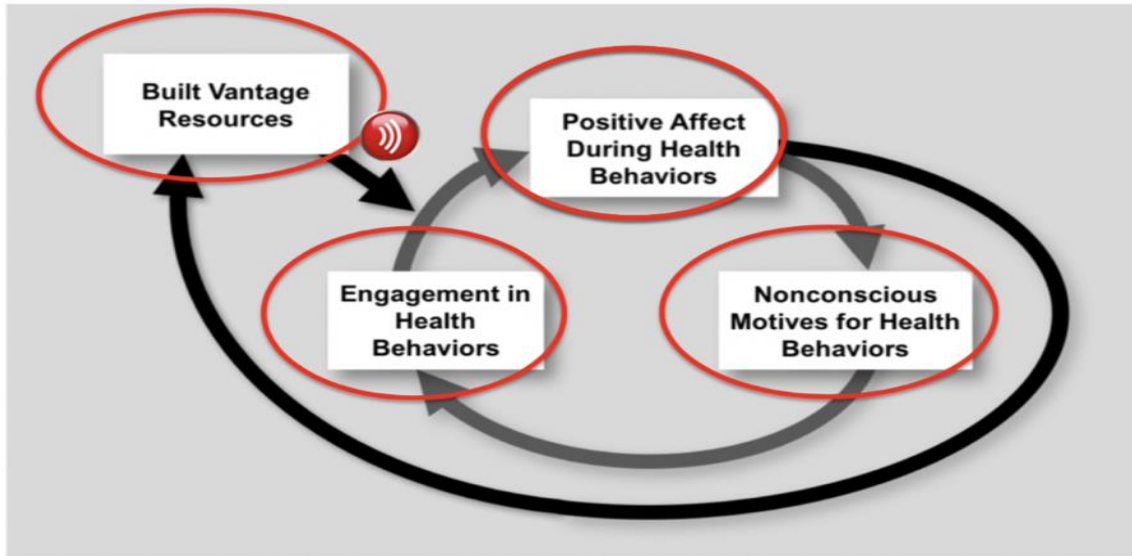 Built Vantage
Resources
Positive Affect
During Health
Behaviors
Engagement in
Health
Behaviors
Nonconscious
Motives for Health
Behaviors